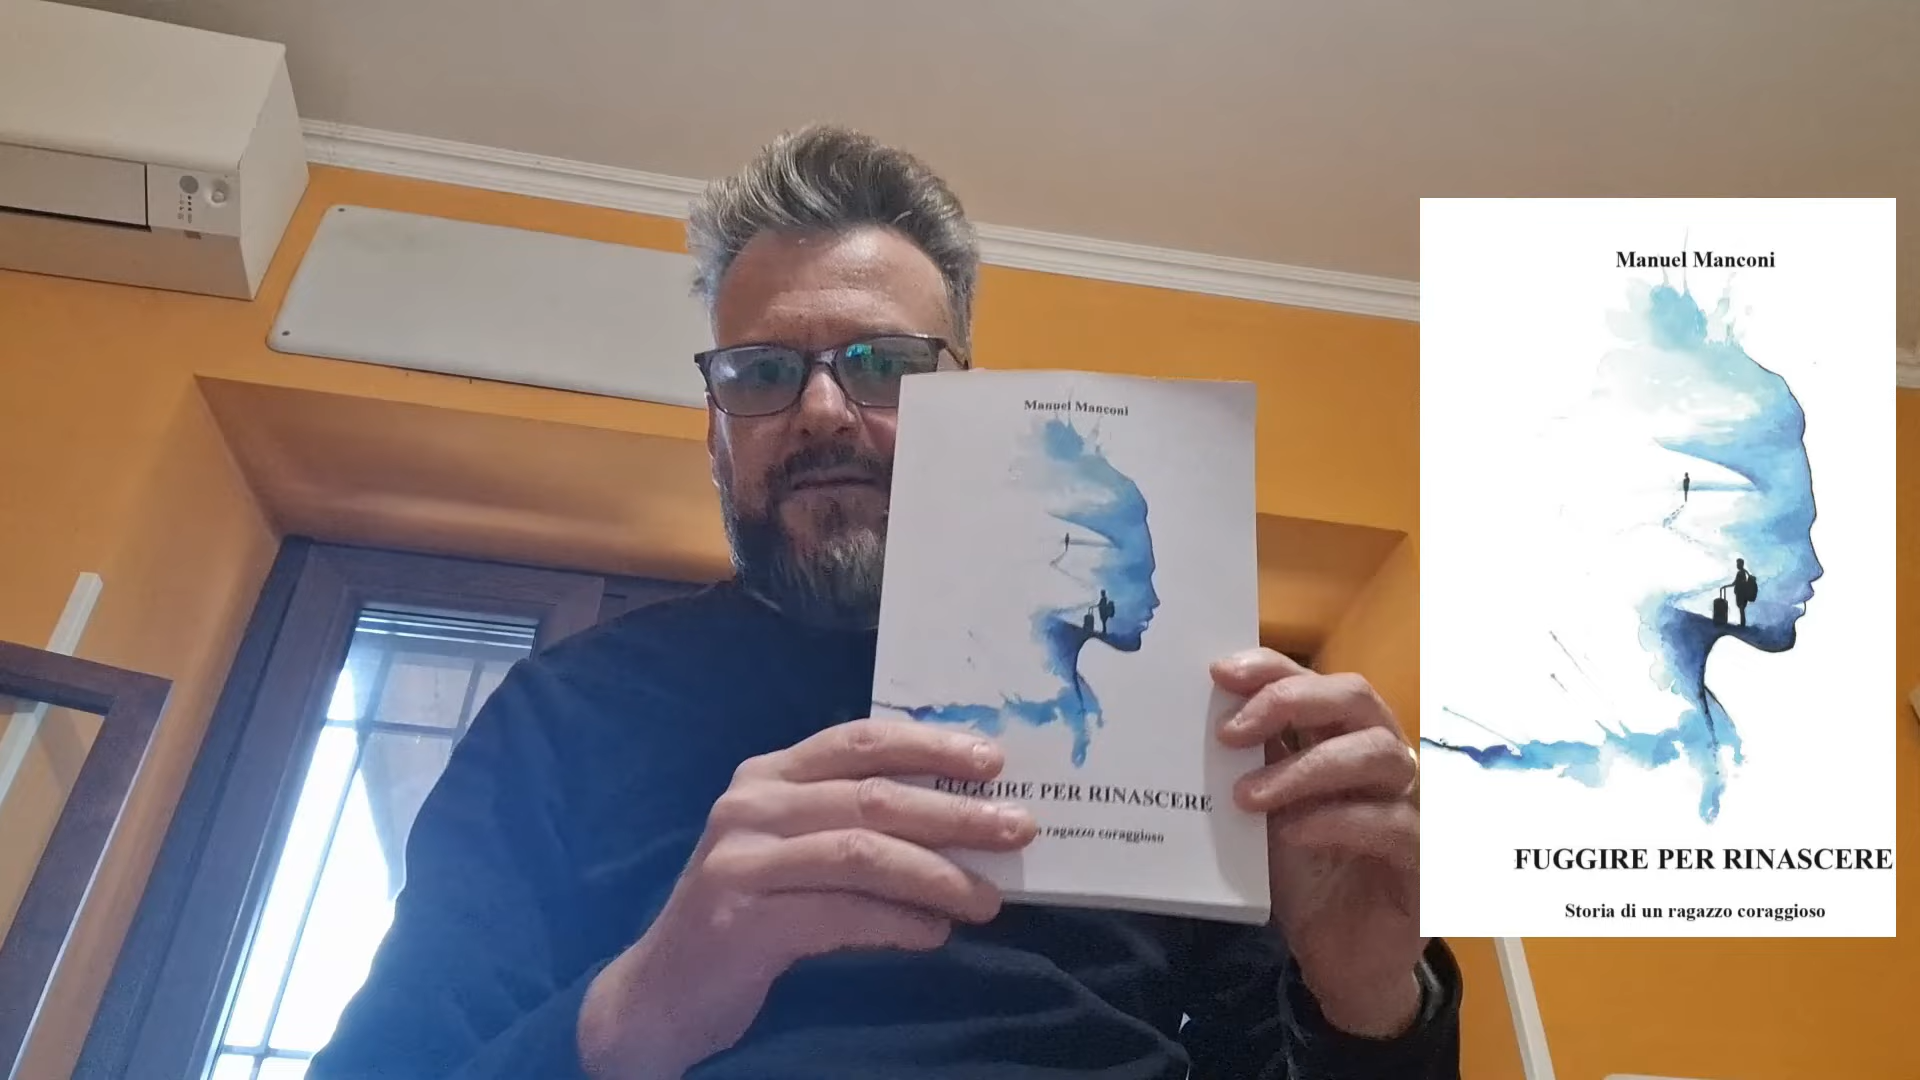 Manuel Manconi
FUGGIRE PER RINASCERE
ragazzo coraggioso
Manuel Manconi
FUGGIRE PER RINASCERE
Storia di un ragazzo coraggioso